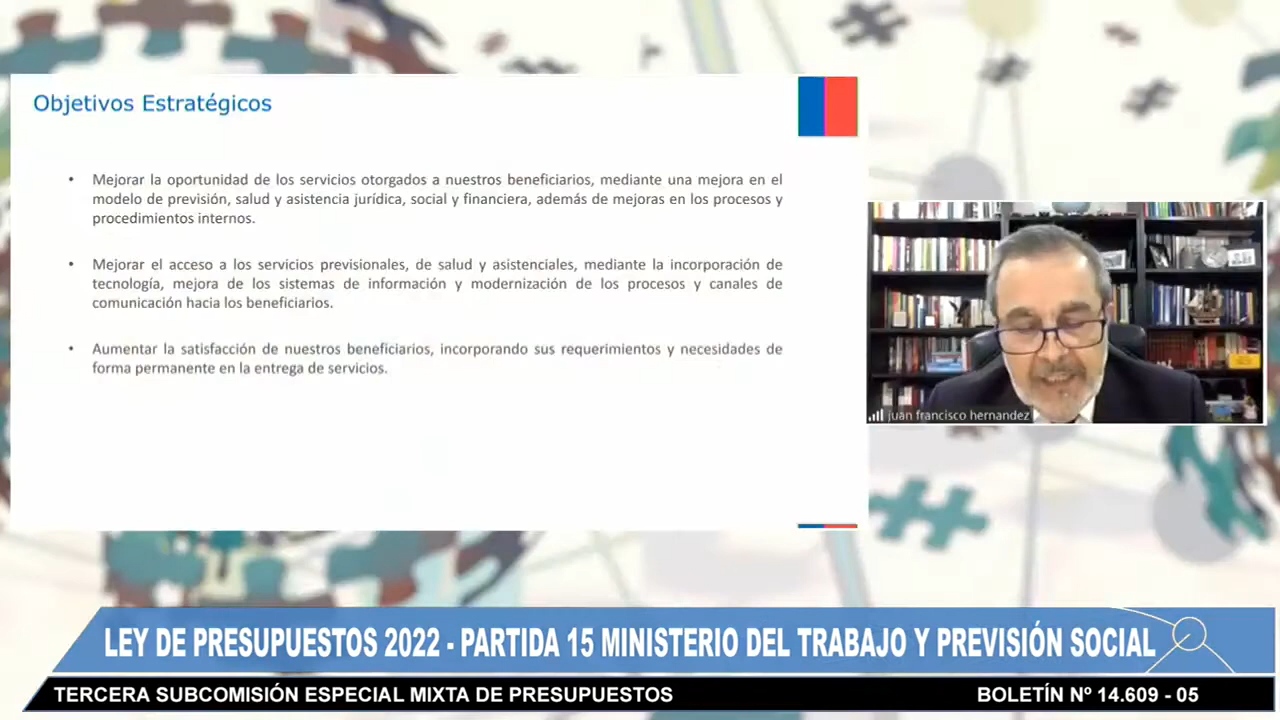 Objetivos Estratégicos
• Mejorar la oportunidad de los servicios otorgados a nuestros beneficiarios, mediante una mejora en el
modelo de previsión, salud y asistencia jurídica, social y financiera, además de mejoras en los procesos y
procedimientos internos.
• Mejorar el acceso a los servicios previsionales, de salud y asistenciales, mediante la incorporación de
tecnología, mejora de los sistemas de información y modernización de los procesos y canales de
comunicación hacia los beneficiarios.
• Aumentar la satisfacción de nuestros beneficiarios, incorporando sus requerimientos y necesidades de
forma permanente en la entrega de servicios.
juan francisco hernandez
LEY DE PRESUPUESTOS 2022 - PARTIDA 15 MINISTERIO DEL TRABAJO Y PREVISIÓN SOCIAL
TERCERA SUBCOMISIÓN ESPECIAL MIXTA DE PRESUPUESTOS
BOLETÍN Nº 14.609 - 05